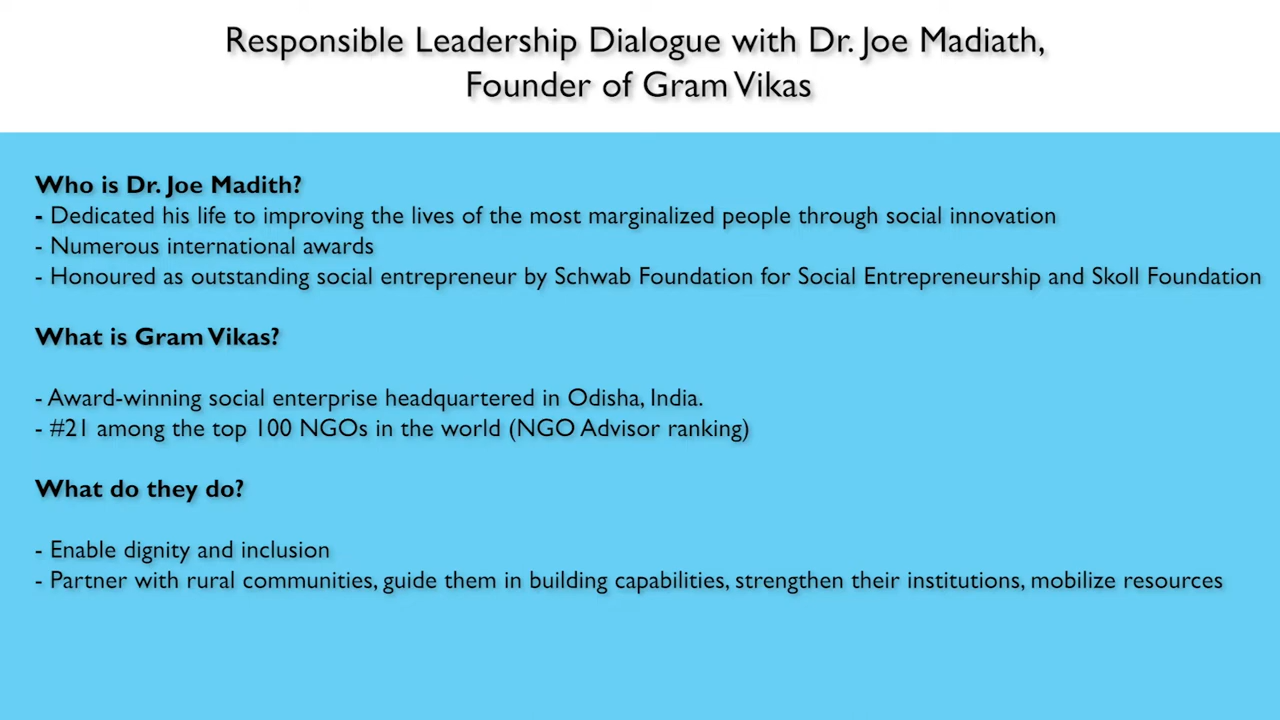 Responsible Leadership Dialogue with Dr. Joe Madiath,
Founder of Gram Vikas
Who is Dr. Joe Madith?
- Dedicated his life to improving the lives of the most marginalized people through social innovation
- Numerous international awards
- Honoured as outstanding social entrepreneur by Schwab Foundation for Social Entrepreneurship and Skoll Foundation
What is Gram Vikas?
- Award-winning social enterprise headquartered in Odisha, India.
- #21 among the top 100 NGOs in the world (NGO Advisor ranking)
What do they do?
- Enable dignity and inclusion
- Partner with rural communities, guide them in building capabilities, strengthen their institutions, mobilize resources